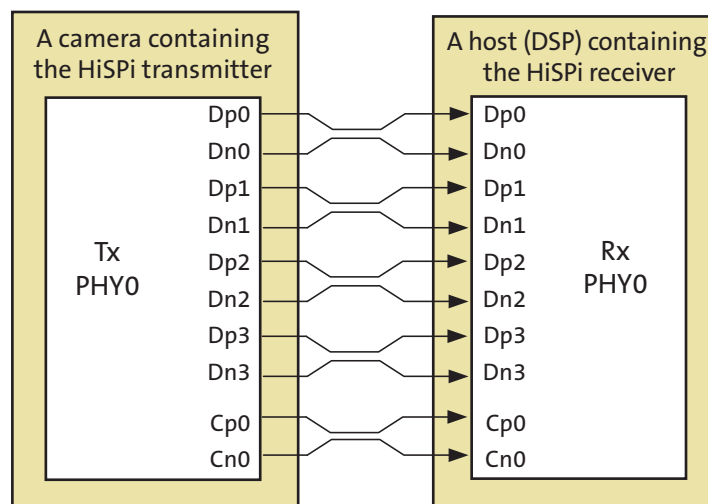 A camera containing
the HiSPi transmitter
Tx
PHY0
Dp0
Dn0
Dp1
Dn1
Dp2
Dn2
Dp3
Dn3
Cp0
Cn0
A host (DSP) containing
the HiSPi receiver
Dp0
Dn0
Dp1
Dn1
Dp2
Dn2
Dp3
Dn3
Cp0
Cn0
Rx
PHY0